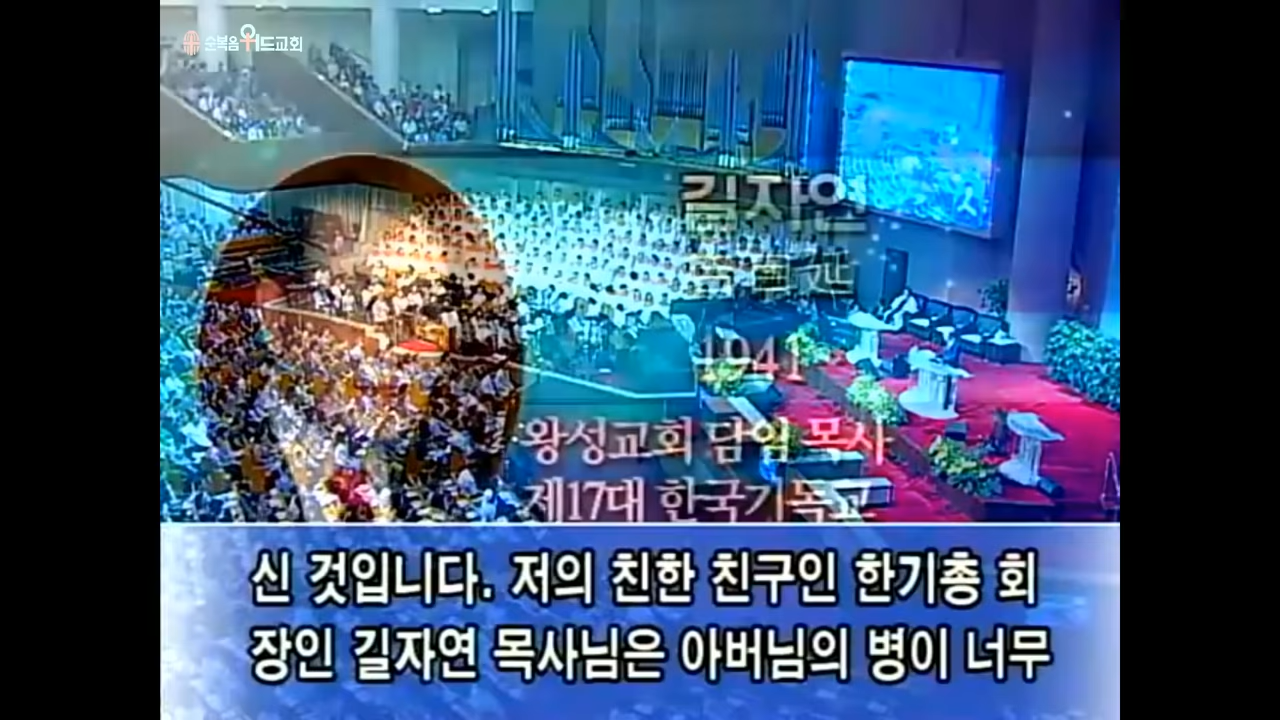 순복음위드교회
길자연
1941
왕성교회 담임 목사
제17대 한국기독교
신 것입니다. 저의 친한 친구인 한기총 회
장인 길자연 목사님은 아버님의 병이 너무